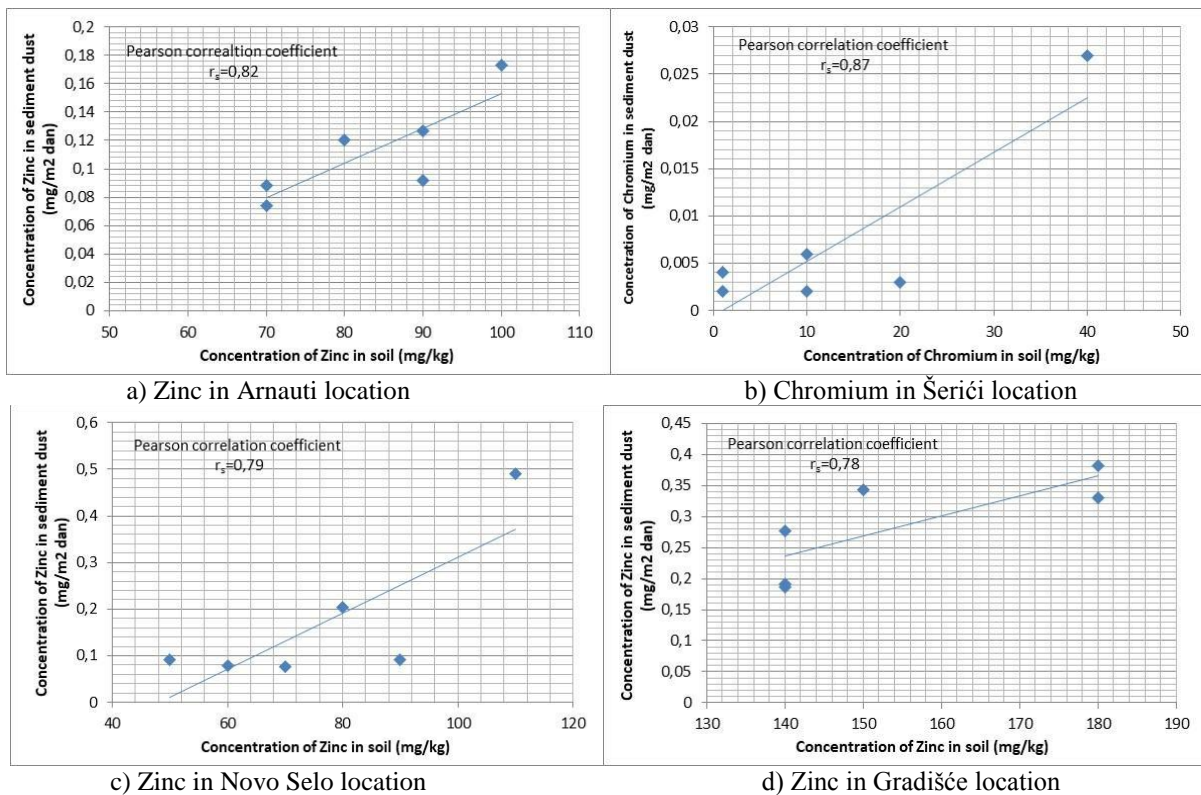 Pearson correaltion coefficient
rs=0,82
Concentration of Zinc in sediment dust
(mg/m2 dan)
0,2
0,18
0,16
0,14
0,12
0,1
0,08
0,06
0,04
0,02
0
50 60 70 80 90 100 110
Concentration of Zinc in soil (mg/kg)
a) Zinc in Arnauti location
Pearson correlation coefficient
rs=0,87
Concetration of Chromium in sediment dust
(mg/m2 dan)
0,03
0,025
0,02
0,015
0,01
0,005
0
0 10 20 30 40 50
Concentration of Chromium in soil (mg/kg)
b) Chromium in Šerići location
Pearson correlation coefficient
rs=0,79
Concentration of Zinc in sediment dust
(mg/m2 dan)
0,6
0,5
0,4
0,3
0,2
0,1
0
40 60 80 100 120
Concentration of Zinc in soil (mg/kg)
c) Zinc in Novo Selo location
Pearson correlation coefficient
rs=0,78
Concentration of Zinc in sediment dust
(mg/m2 dan)
0,45
0,4
0,35
0,3
0,25
0,2
0,15
0,1
0,05
0
130 140 150 160 170 180 190
Concentration of Zinc in soil (mg/kg)
d) Zinc in Gradišće location